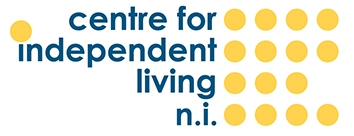 centre for
independent
living
n.i.